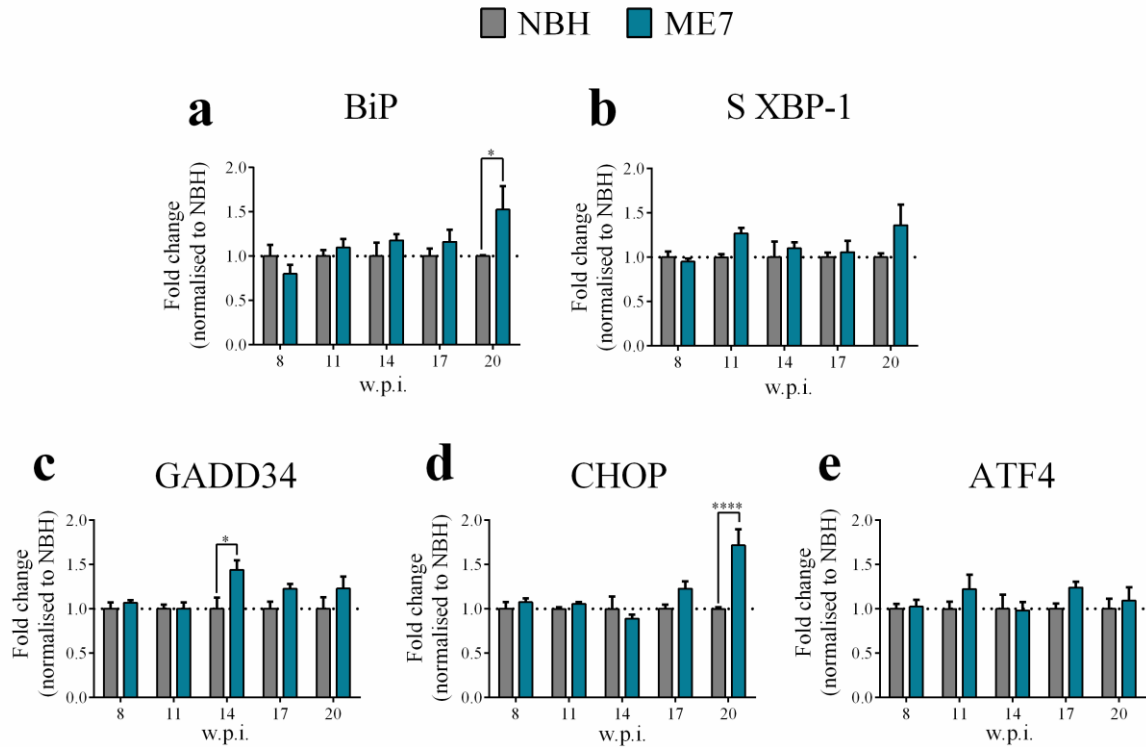 NBH ME7
a BiP
Fold change
(normalised to NBH)
2.0
1.5
1.0
0.5
0.0
*
8 11 14 17 20
w.p.i.
b S XBP-1
Fold change
(normalised to NBH)
2.0
1.5
1.0
0.5
0.0
8 11 14 17 20
w.p.i.
c GADD34
Fold change
(normalised to NBH)
2.0
1.5
1.0
0.5
0.0
*
8 11 14 17 20
w.p.i.
d CHOP
Fold change
(normalised to NBH)
2.0
1.5
1.0
0.5
0.0
****
8 11 14 17 20
w.p.i.
e ATF4
Fold change
(normalised to NBH)
2.0
1.5
1.0
0.5
0.0
8 11 14 17 20
w.p.i.